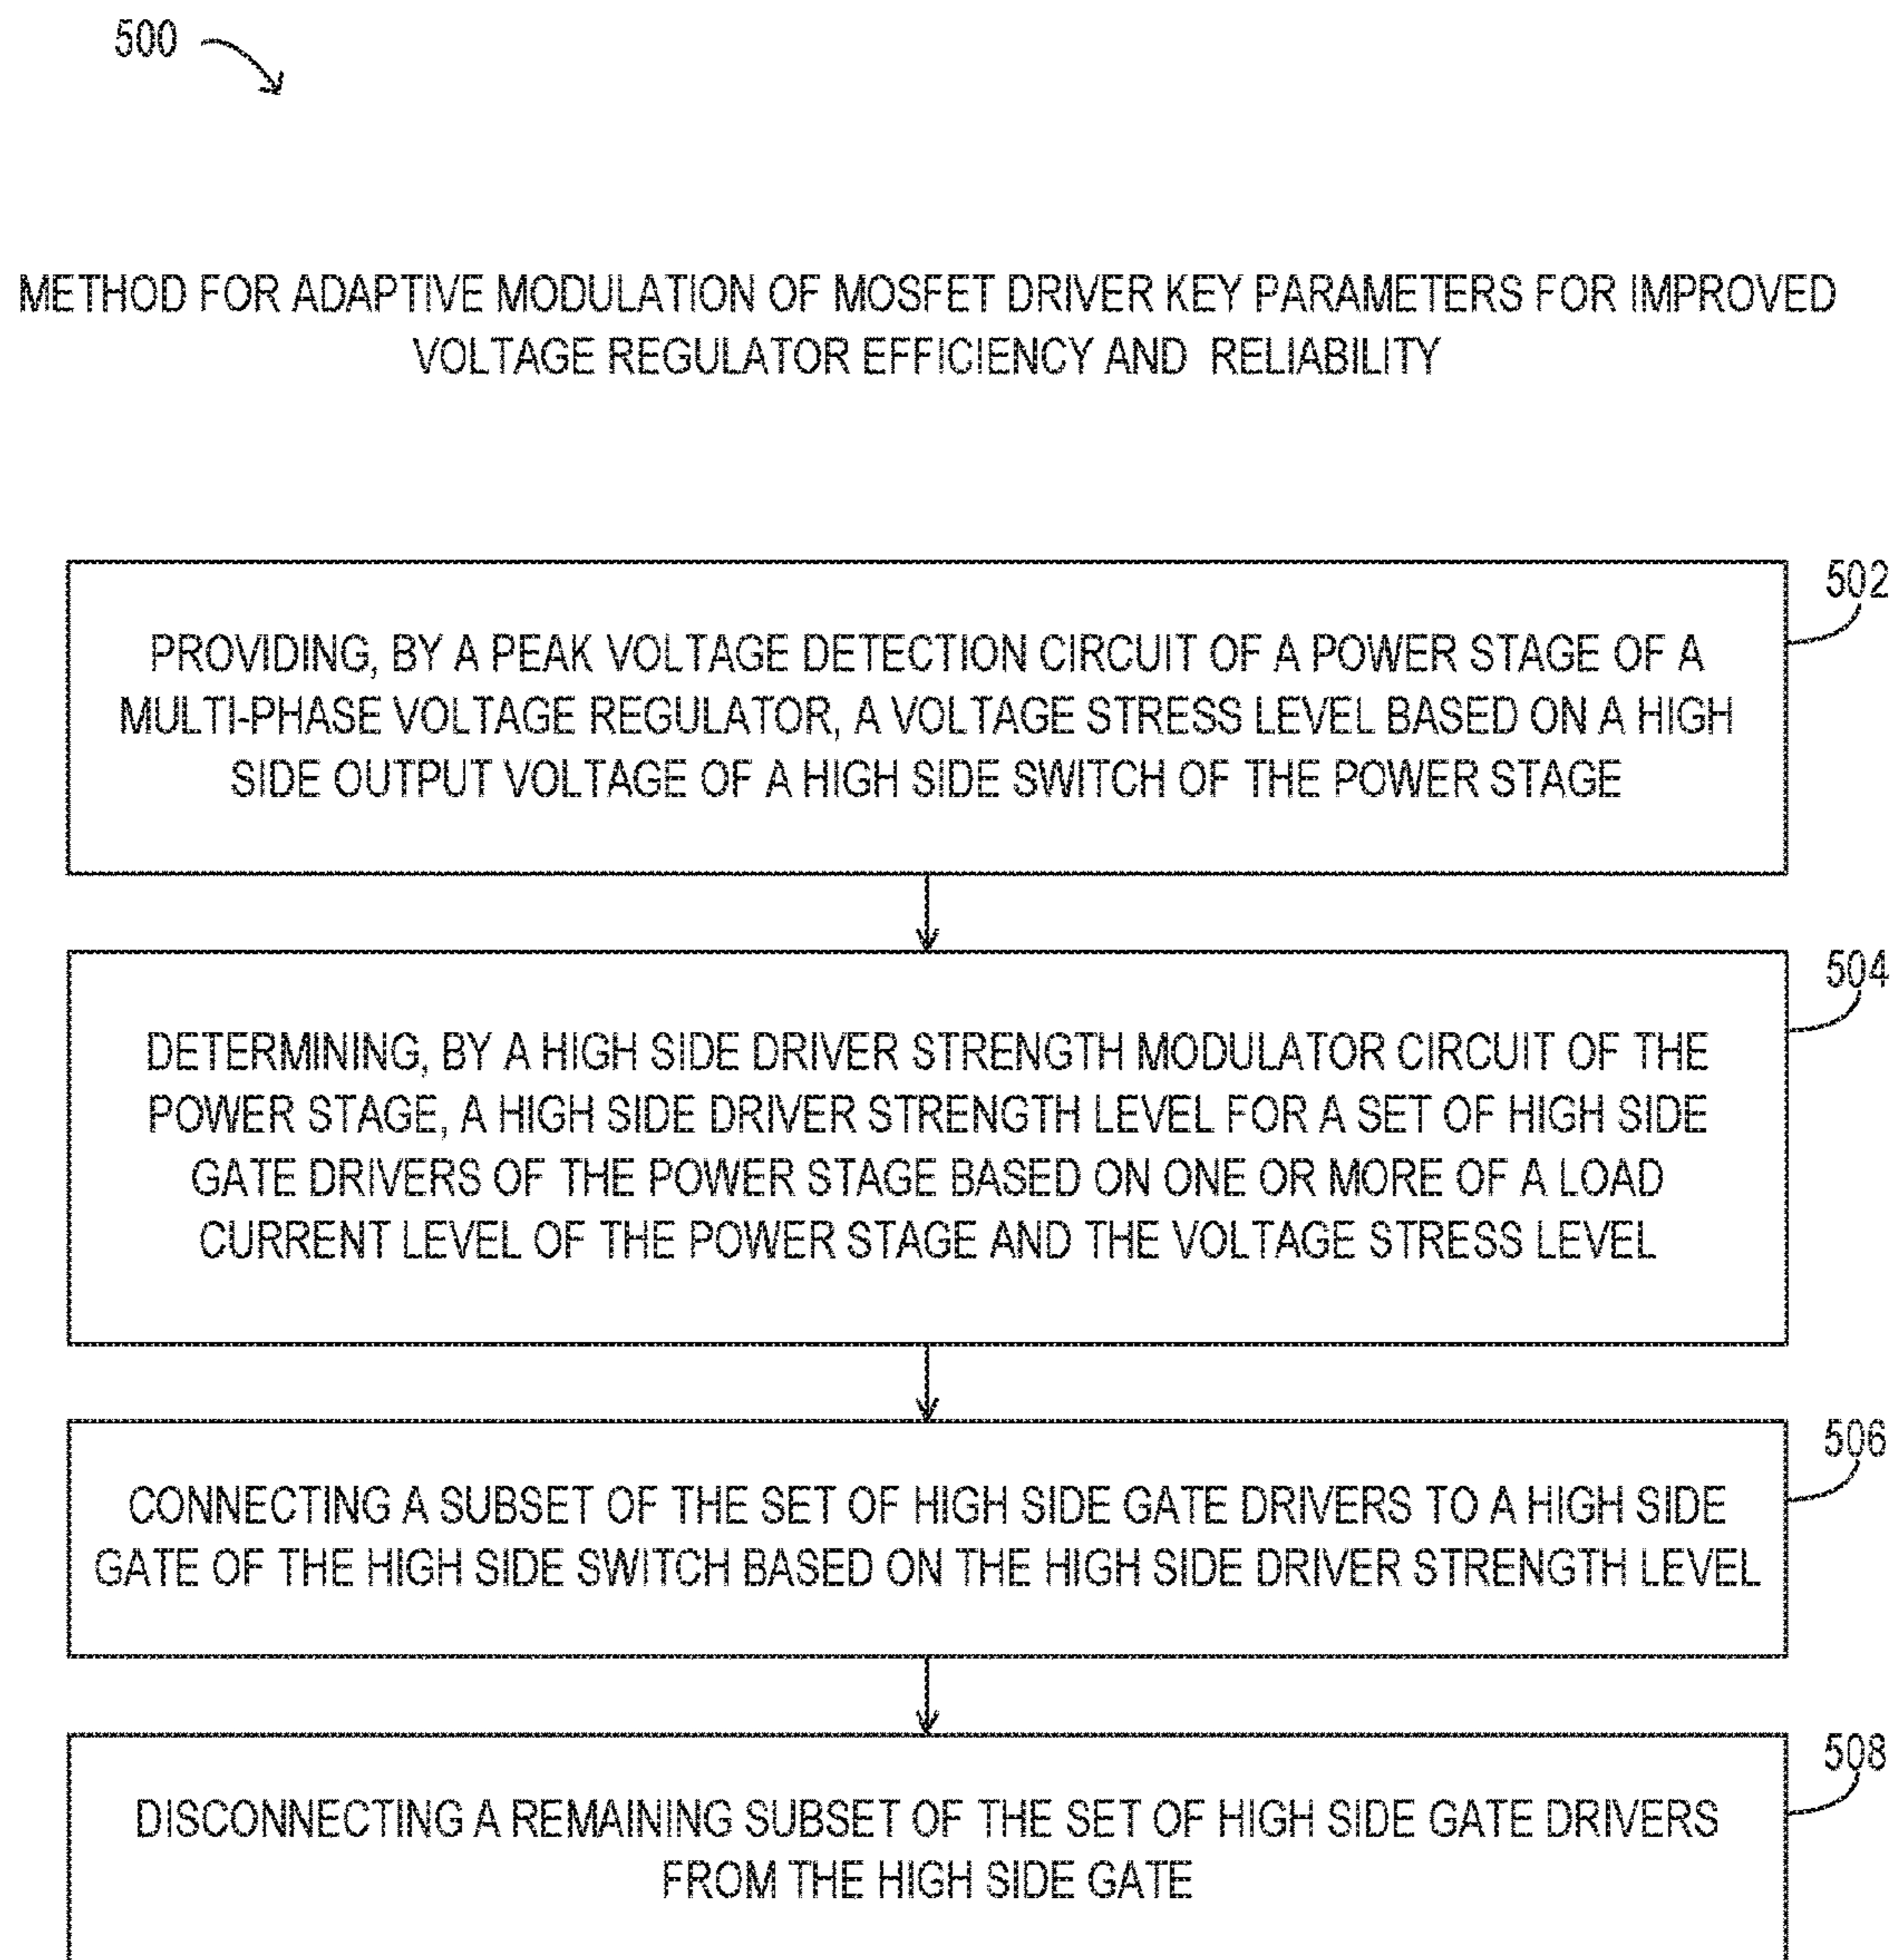 500
METHOD FOR ADAPTIVE MODULATION OF MOSFET DRIVER KEY PARAMETERS FOR IMPROVED
VOLTAGE REGULATOR EFFICIENCY AND RELIABILITY
502
PROVIDING, BY A PEAK VOLTAGE DETECTION CIRCUIT OF A POWER STAGE OF A
MULTI-PHASE VOLTAGE REGULATOR, A VOLTAGE STRESS LEVEL BASED ON A HIGH
SIDE OUTPUT VOLTAGE OF A HIGH SIDE SWITCH OF THE POWER STAGE
504
DETERMINING, BY A HIGH SIDE DRIVER STRENGTH MODULATOR CIRCUIT OF THE
POWER STAGE, A HIGH SIDE DRIVER STRENGTH LEVEL FOR A SET OF HIGH SIDE
GATE DRIVERS OF THE POWER STAGE BASED ON ONE OR MORE OF A LOAD
CURRENT LEVEL OF THE POWER STAGE AND THE VOLTAGE STRESS LEVEL
506
CONNECTING A SUBSET OF THE SET OF HIGH SIDE GATE DRIVERS TO A HIGH SIDE
GATE OF THE HIGH SIDE SWITCH BASED ON THE HIGH SIDE DRIVER STRENGTH LEVEL
508
DISCONNECTING A REMAINING SUBSET OF THE SET OF HIGH SIDE GATE DRIVERS
FROM THE HIGH SIDE GATE